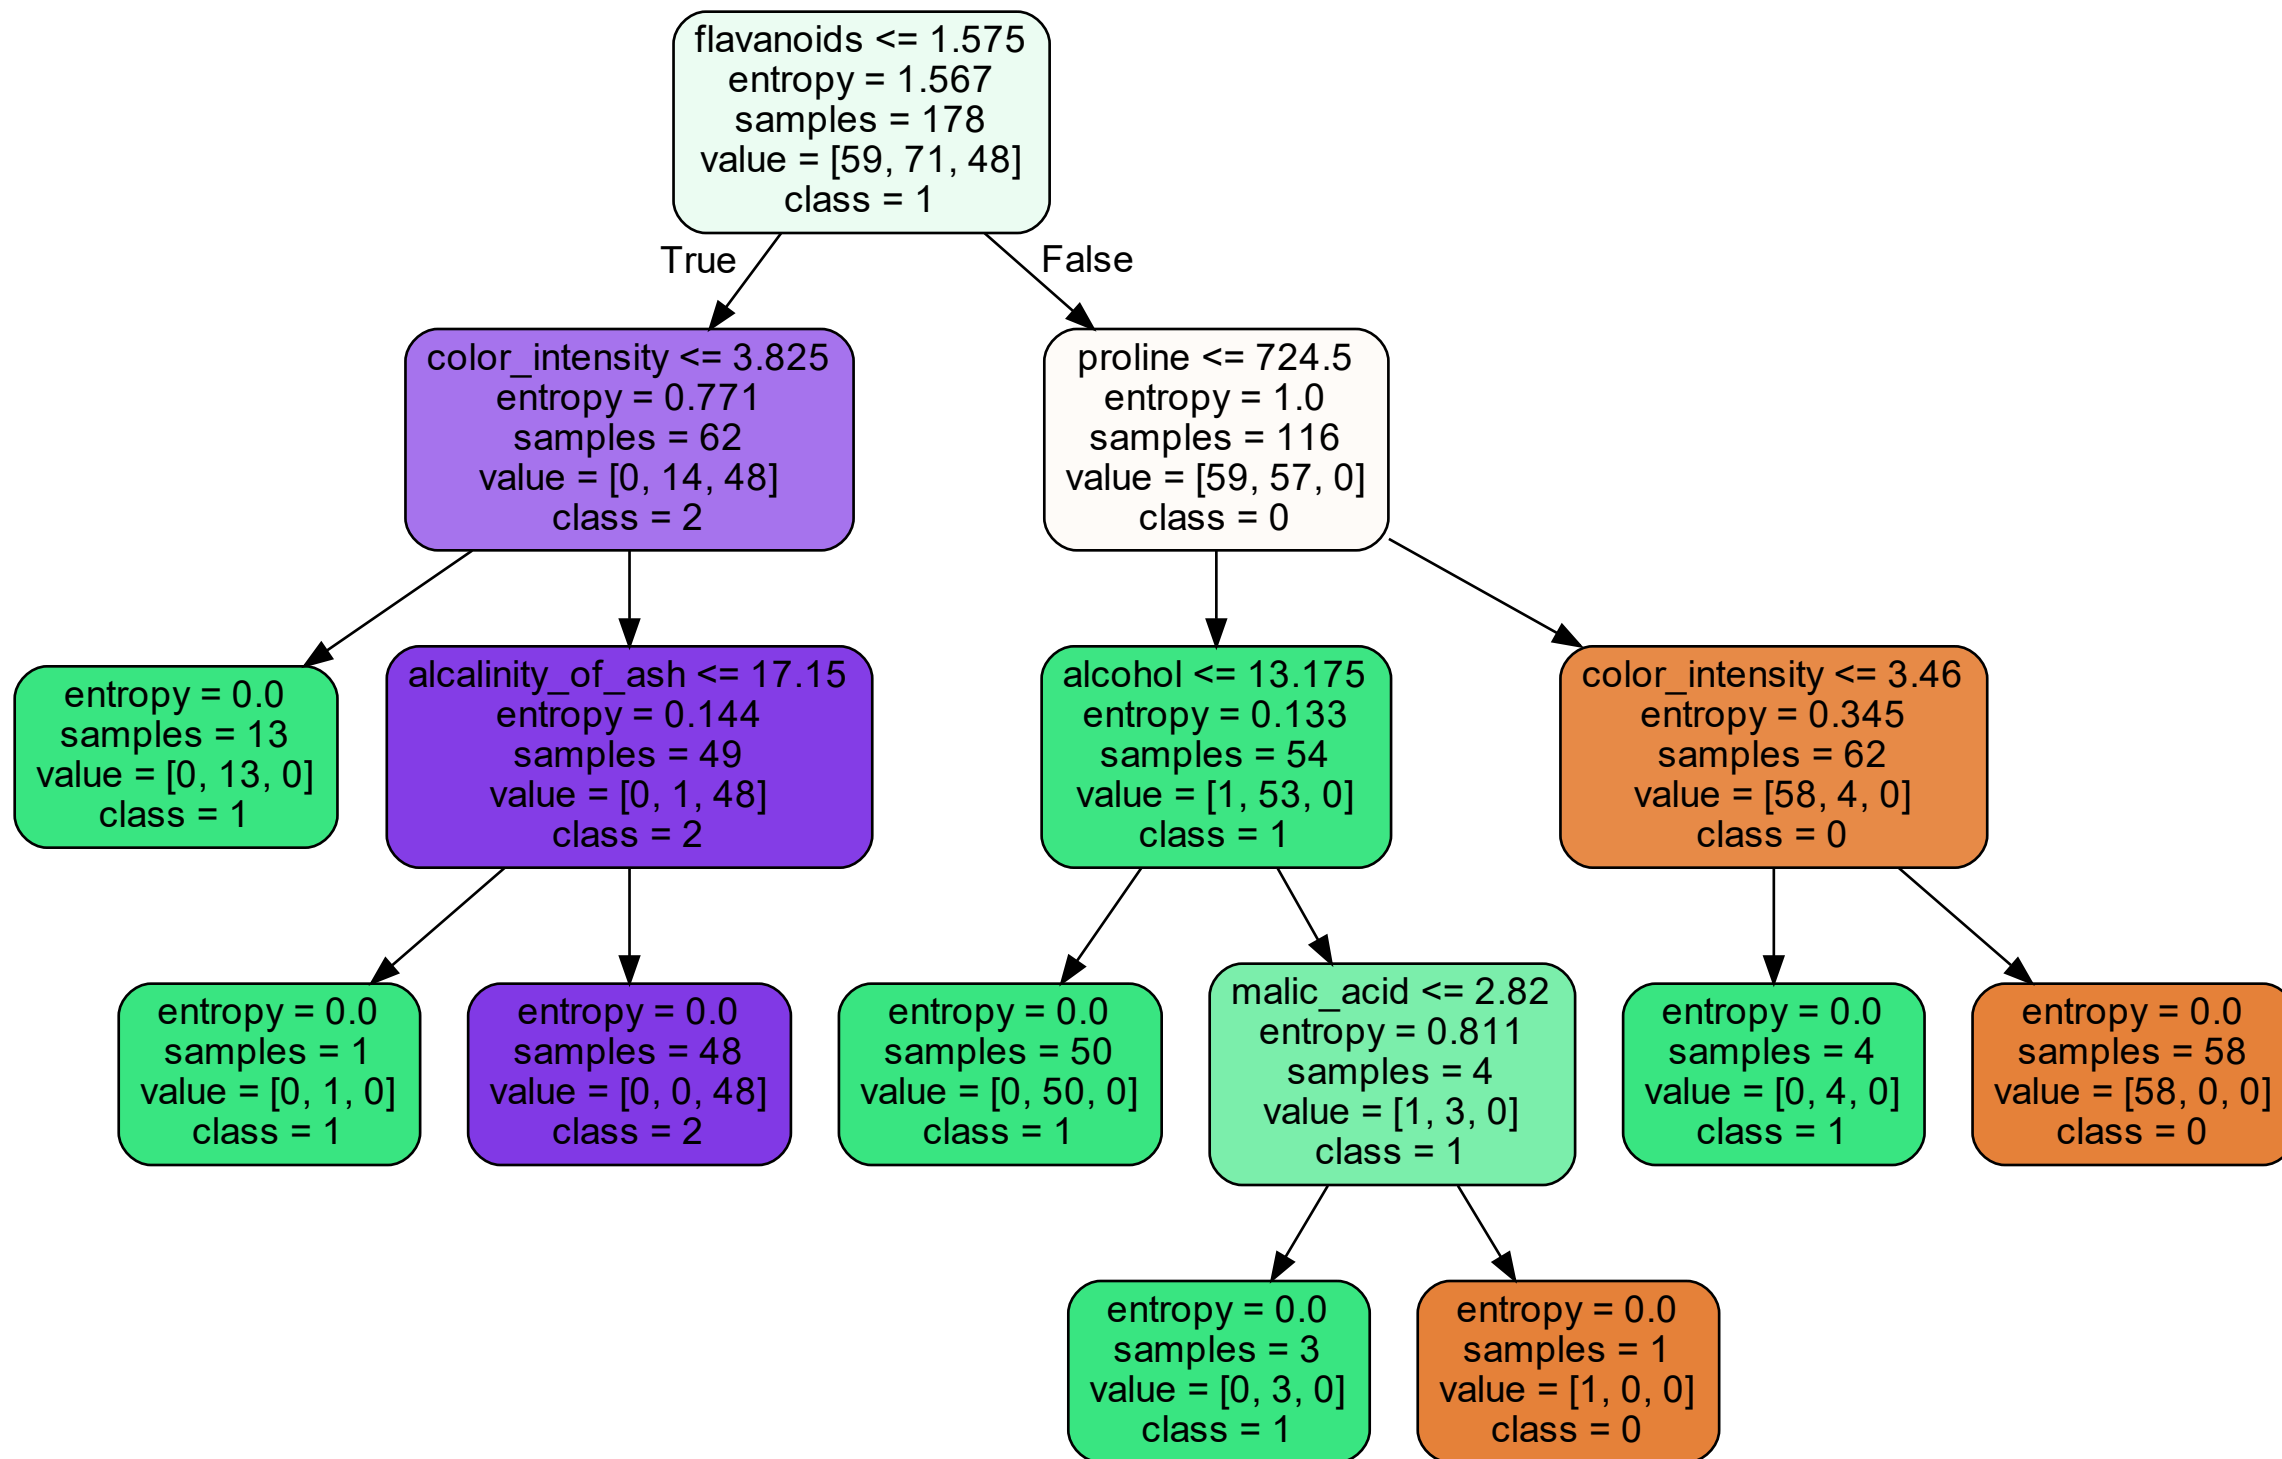 flavanoids <= 1.575
entropy = 1.567
samples = 178
value = [59, 71, 48]
class = 1
True
False
color_intensity <= 3.825
entropy = 0.771
samples = 62
value = [0, 14, 48]
class = 2
proline <= 724.5
entropy = 1.0
samples = 116
value = [59, 57, 0]
class = 0
entropy = 0.0
samples = 13
value = [0, 13, 0]
class = 1
alcalinity_of_ash <= 17.15
entropy = 0.144
samples = 49
value = [0, 1, 48]
class = 2
alcohol <= 13.175
entropy = 0.133
samples = 54
value = [1, 53, 0]
class = 1
color_intensity <= 3.46
entropy = 0.345
samples = 62
value = [58, 4, 0]
class = 0
entropy = 0.0
samples = 1
value = [0, 1, 0]
class = 1
entropy = 0.0
samples = 48
value = [0, 0, 48]
class = 2
entropy = 0.0
samples = 50
value = [0, 50, 0]
class = 1
malic_acid <= 2.82
entropy = 0.811
samples = 4
value = [1, 3, 0]
class = 1
entropy = 0.0
samples = 4
value = [0, 4, 0]
class = 1
entropy = 0.0
samples = 58
value = [58, 0, 0]
class = 0
entropy = 0.0
samples = 3
value = [0, 3, 0]
class = 1
entropy = 0.0
samples = 1
value = [1, 0, 0]
class = 0